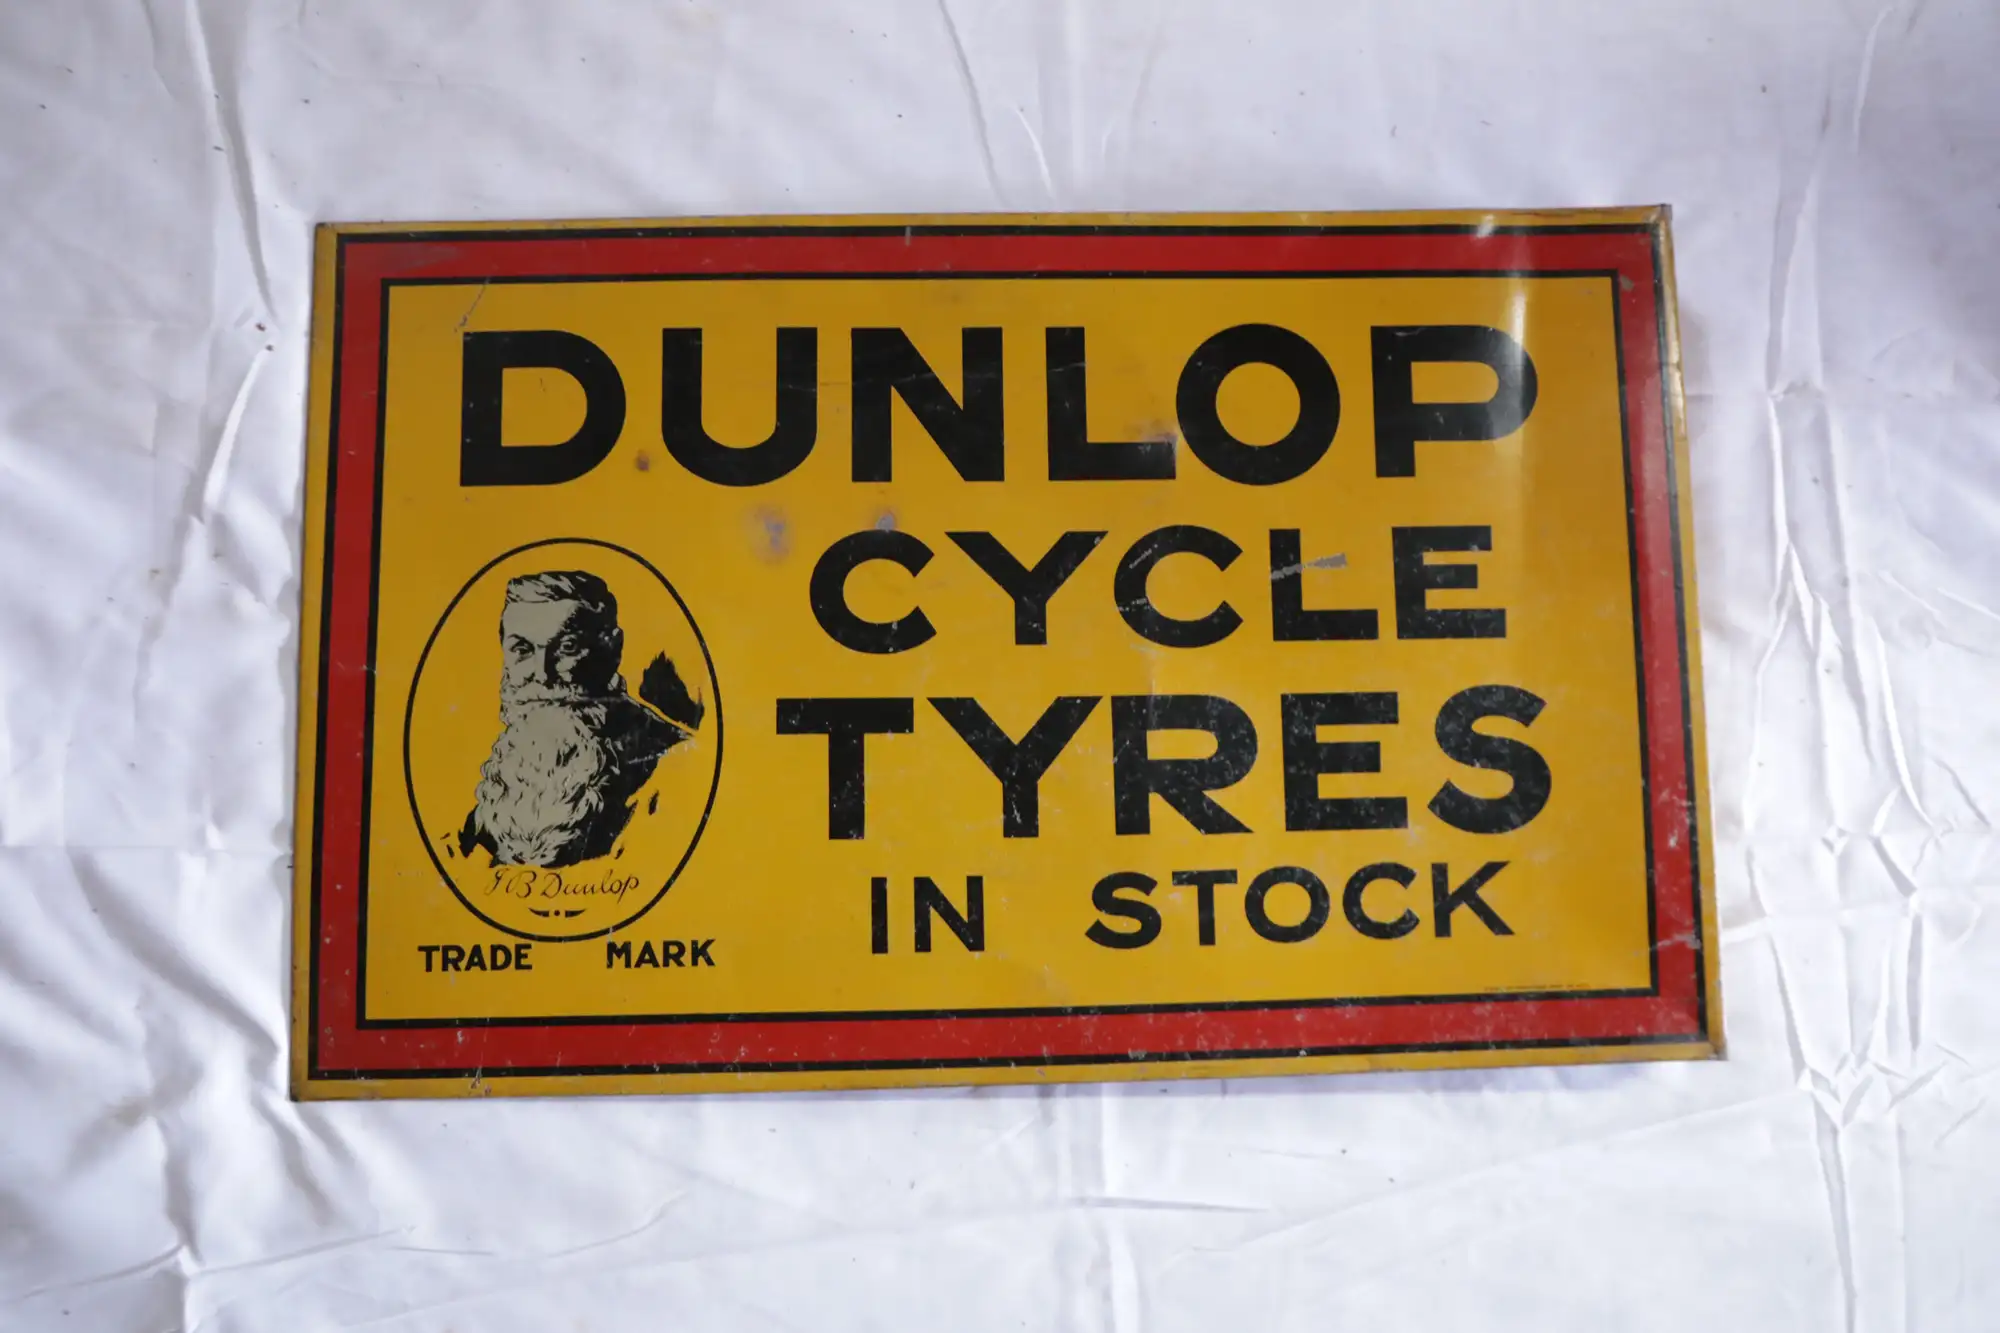 DUNLOP
CYCLE
TYRES
IN STOCK
J B Dunlop
TRADE MARK